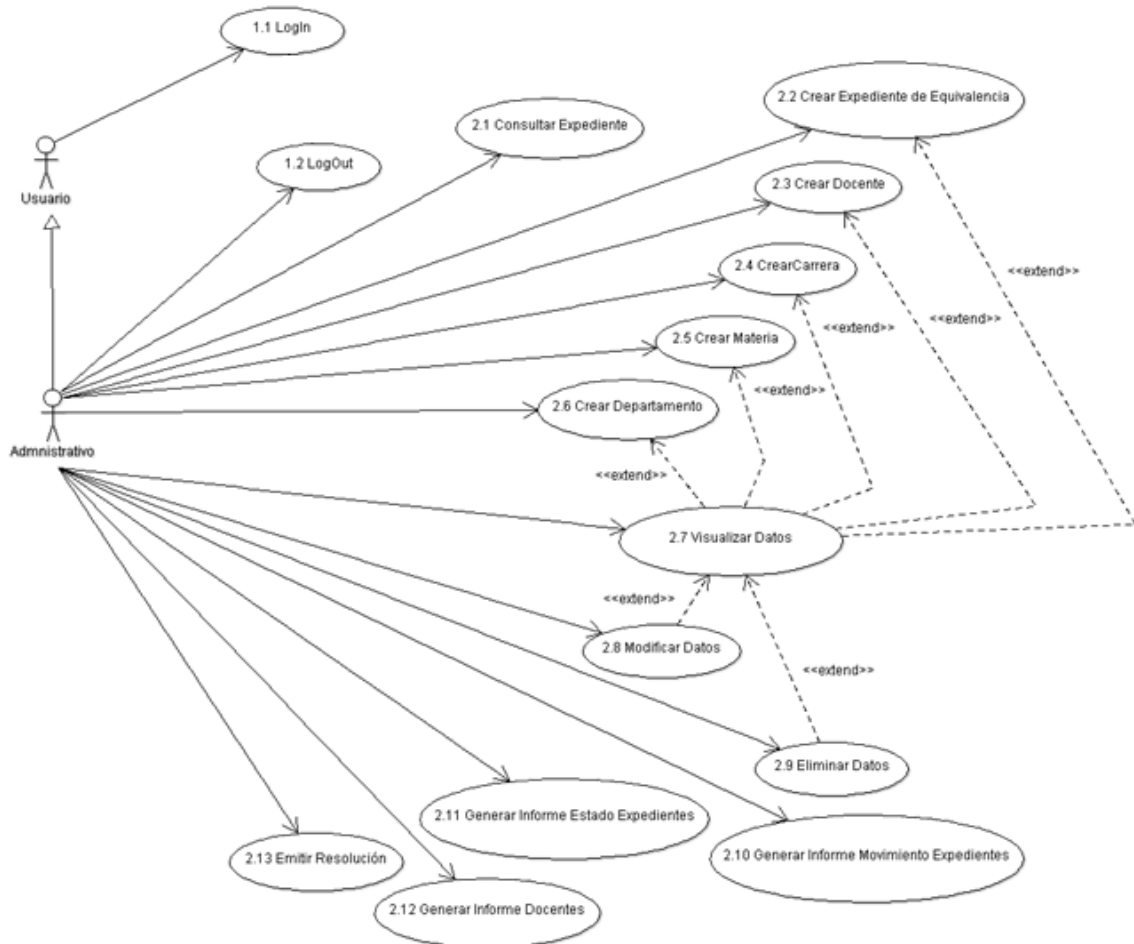 1.1 LogIn
2.2 Crear Expediente de Equivalencia
2.1 Consultar Expediente
1.2 LogOut
2.3 Crear Docente
Usuario
2.4 CrearCarrera
<<extend>>
<<extend>>
<<extend>>
2.5 Crear Materia
<<extend>>
2.6 Crear Departamento
Admnistrativo
<<extend>>
2.7 Visualizar Datos
<<extend>>
2.8 Modificar Datos
<<extend>>
2.9 Eliminar Datos
2.11 Generar Informe Estado Expedientes
2.13 Emitir Resolución
2.10 Generar Informe Movimiento Expedientes
2.12 Generar Informe Docentes